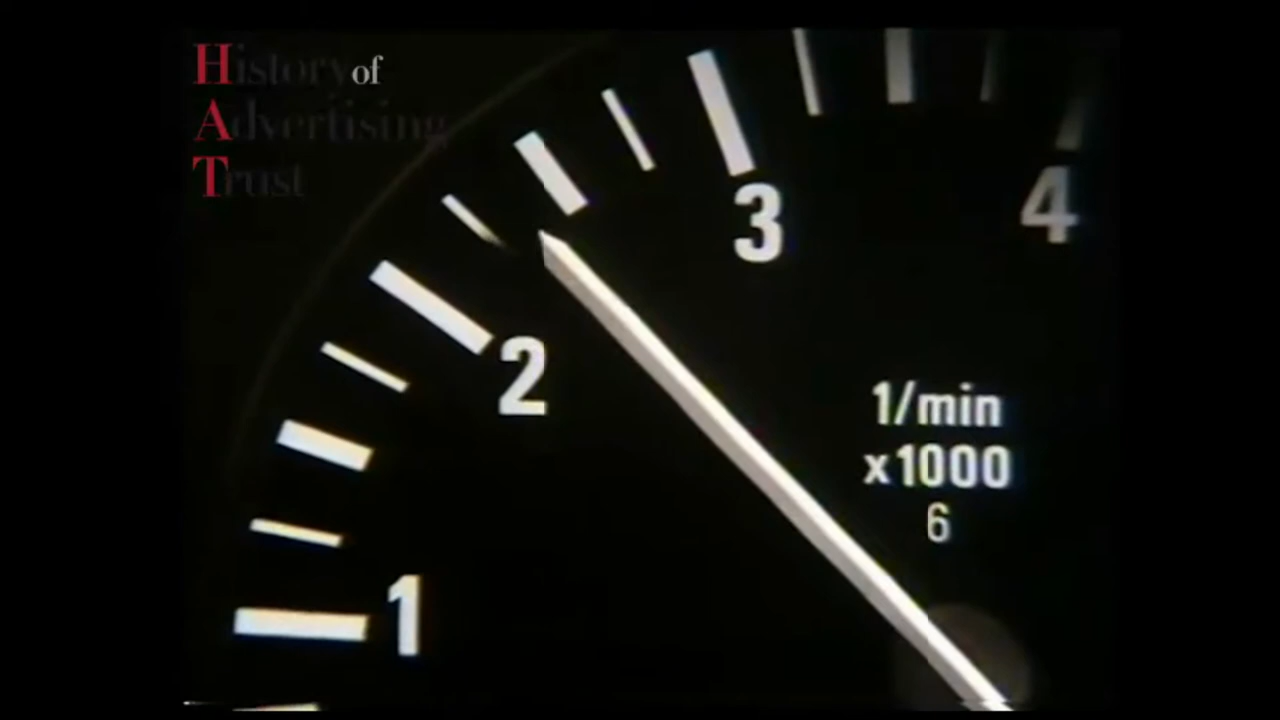 History of
Advertising
Trust
3
4
2
1/min
x1000
6
1